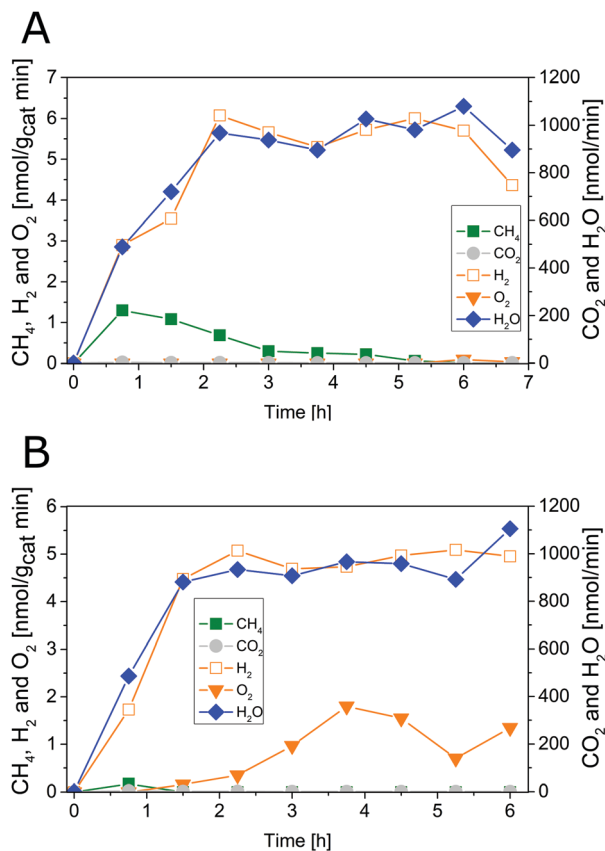 A
CH₄, H₂ and O₂ [nmol/g_cat min]
7
6
5
4
3
2
1
0
1200
1000
800
600
400
200
0
CO₂ and H₂O [nmol/min]
CH₄
CO₂
H₂
O₂
H₂O
0 1 2 3 4 5 6 7
Time [h]
B
CH₄, H₂ and O₂ [nmol/g_cat min]
6
5
4
3
2
1
0
1200
1000
800
600
400
200
0
CO₂ and H₂O [nmol/min]
CH₄
CO₂
H₂
O₂
H₂O
0 1 2 3 4 5 6
Time [h]